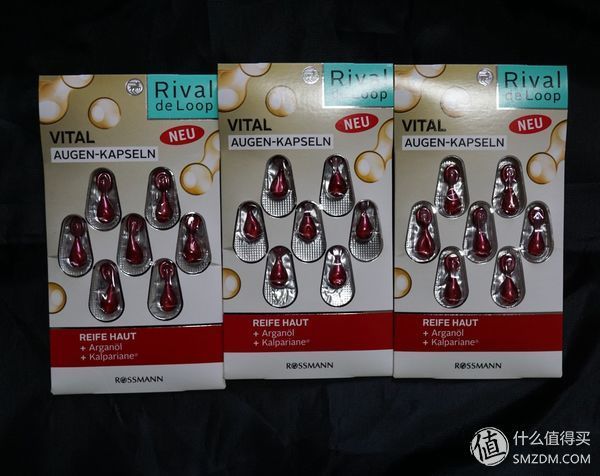 Rival
de Loop
VITAL
NEU
AUGEN-KAPSELN
REIFE HAUT
+ Arganöl
+ Kalpariane®
ROSSMANN
Rival
de Loop
VITAL
NEU
AUGEN-KAPSELN
REIFE HAUT
+ Arganöl
+ Kalpariane®
ROSSMANN
Rival
de Loop
VITAL
NEU
AUGEN-KAPSELN
REIFE HAUT
+ Arganöl
+ Kalpariane®
ROSSMANN
值 什么值得买
SMZDM.COM